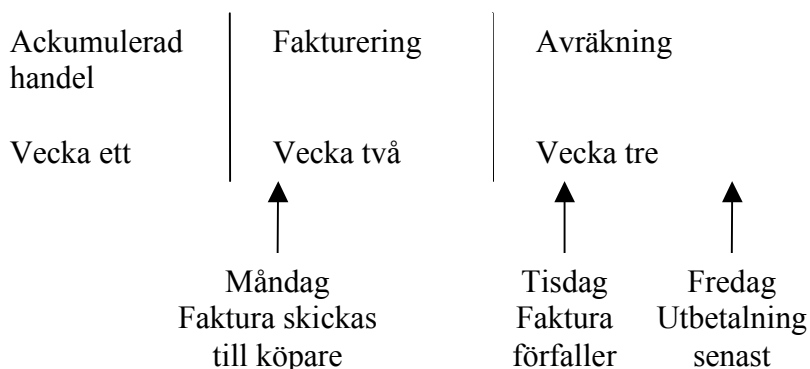 Ackumulerad
handel
Fakturering
Avräkning
Vecka ett
Vecka två
Vecka tre
Måndag
Faktura skickas
till köpare
Tisdag
Faktura
förfaller
Fredag
Utbetalning
senast